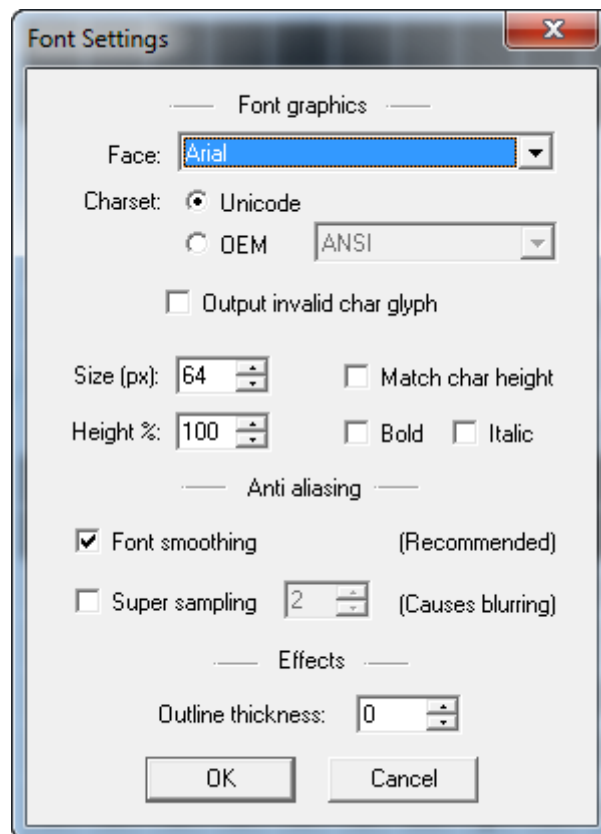 Font Settings
Font graphics
Face: Arial
Charset: Unicode
OEM ANSI
Output invalid char glyph
Size (px): 64 Match char height
Height %: 100 Bold Italic
Anti aliasing
Font smoothing (Recommended)
Super sampling 2 (Causes blurring)
Effects
Outline thickness: 0
OK Cancel